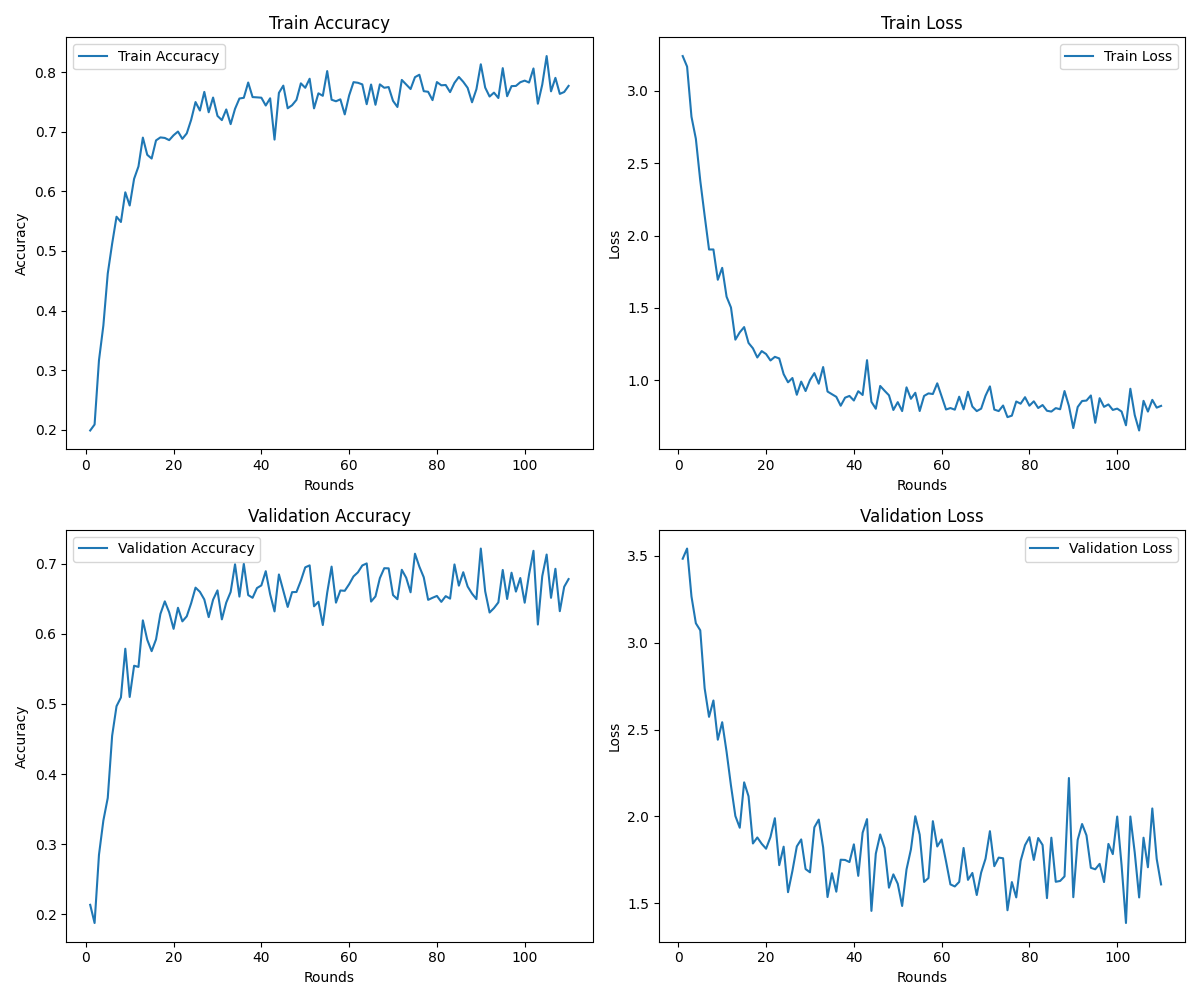 Train Accuracy
Train Accuracy
0.8
0.7
0.6
0.5
0.4
0.3
0.2
Accuracy
0 20 40 60 80 100
Rounds
Train Loss
Train Loss
3.0
2.5
2.0
1.5
1.0
Loss
0 20 40 60 80 100
Rounds
Validation Accuracy
Validation Accuracy
0.7
0.6
0.5
0.4
0.3
0.2
Accuracy
0 20 40 60 80 100
Rounds
Validation Loss
Validation Loss
3.5
3.0
2.5
2.0
1.5
Loss
0 20 40 60 80 100
Rounds